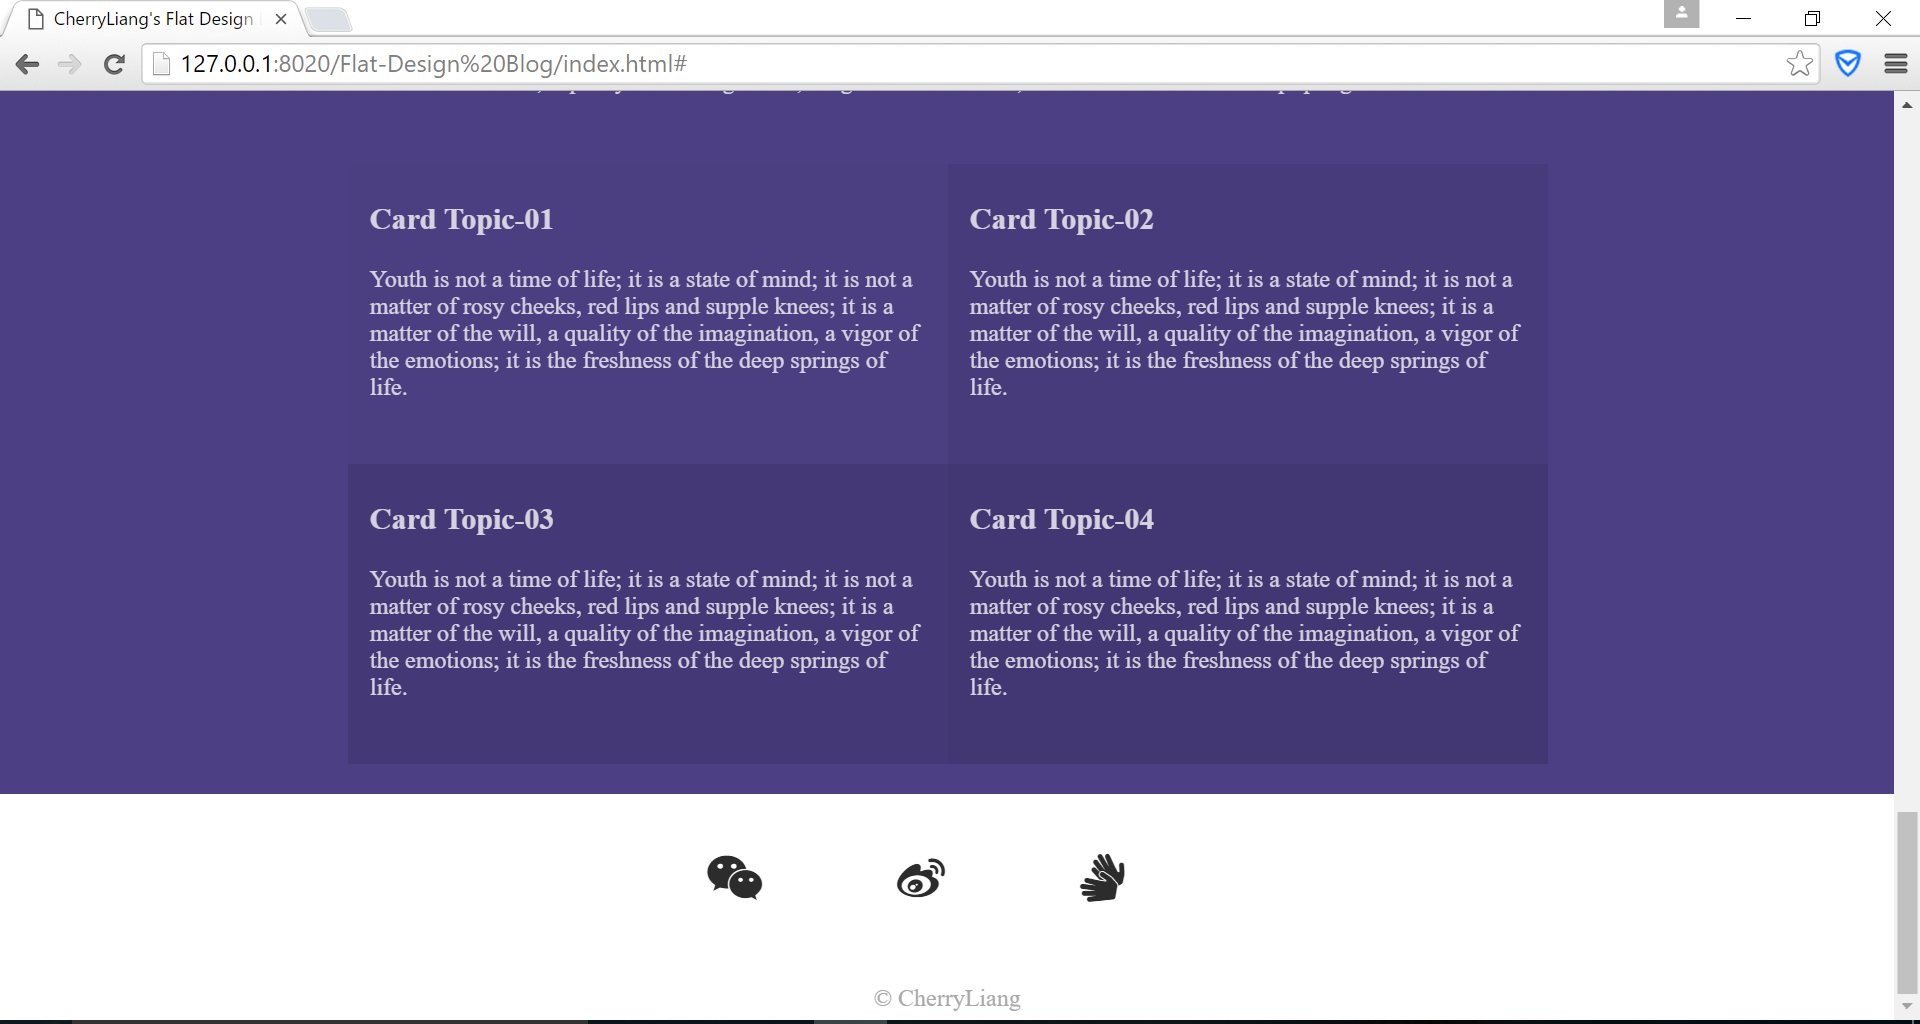 CherryLiang's Flat Design
127.0.0.1:8020/Flat-Design%20Blog/index.html#
Card Topic-01
Youth is not a time of life; it is a state of mind; it is not a
matter of rosy cheeks, red lips and supple knees; it is a
matter of the will, a quality of the imagination, a vigor of
the emotions; it is the freshness of the deep springs of
life.
Card Topic-02
Youth is not a time of life; it is a state of mind; it is not a
matter of rosy cheeks, red lips and supple knees; it is a
matter of the will, a quality of the imagination, a vigor of
the emotions; it is the freshness of the deep springs of
life.
Card Topic-03
Youth is not a time of life; it is a state of mind; it is not a
matter of rosy cheeks, red lips and supple knees; it is a
matter of the will, a quality of the imagination, a vigor of
the emotions; it is the freshness of the deep springs of
life.
Card Topic-04
Youth is not a time of life; it is a state of mind; it is not a
matter of rosy cheeks, red lips and supple knees; it is a
matter of the will, a quality of the imagination, a vigor of
the emotions; it is the freshness of the deep springs of
life.
© CherryLiang